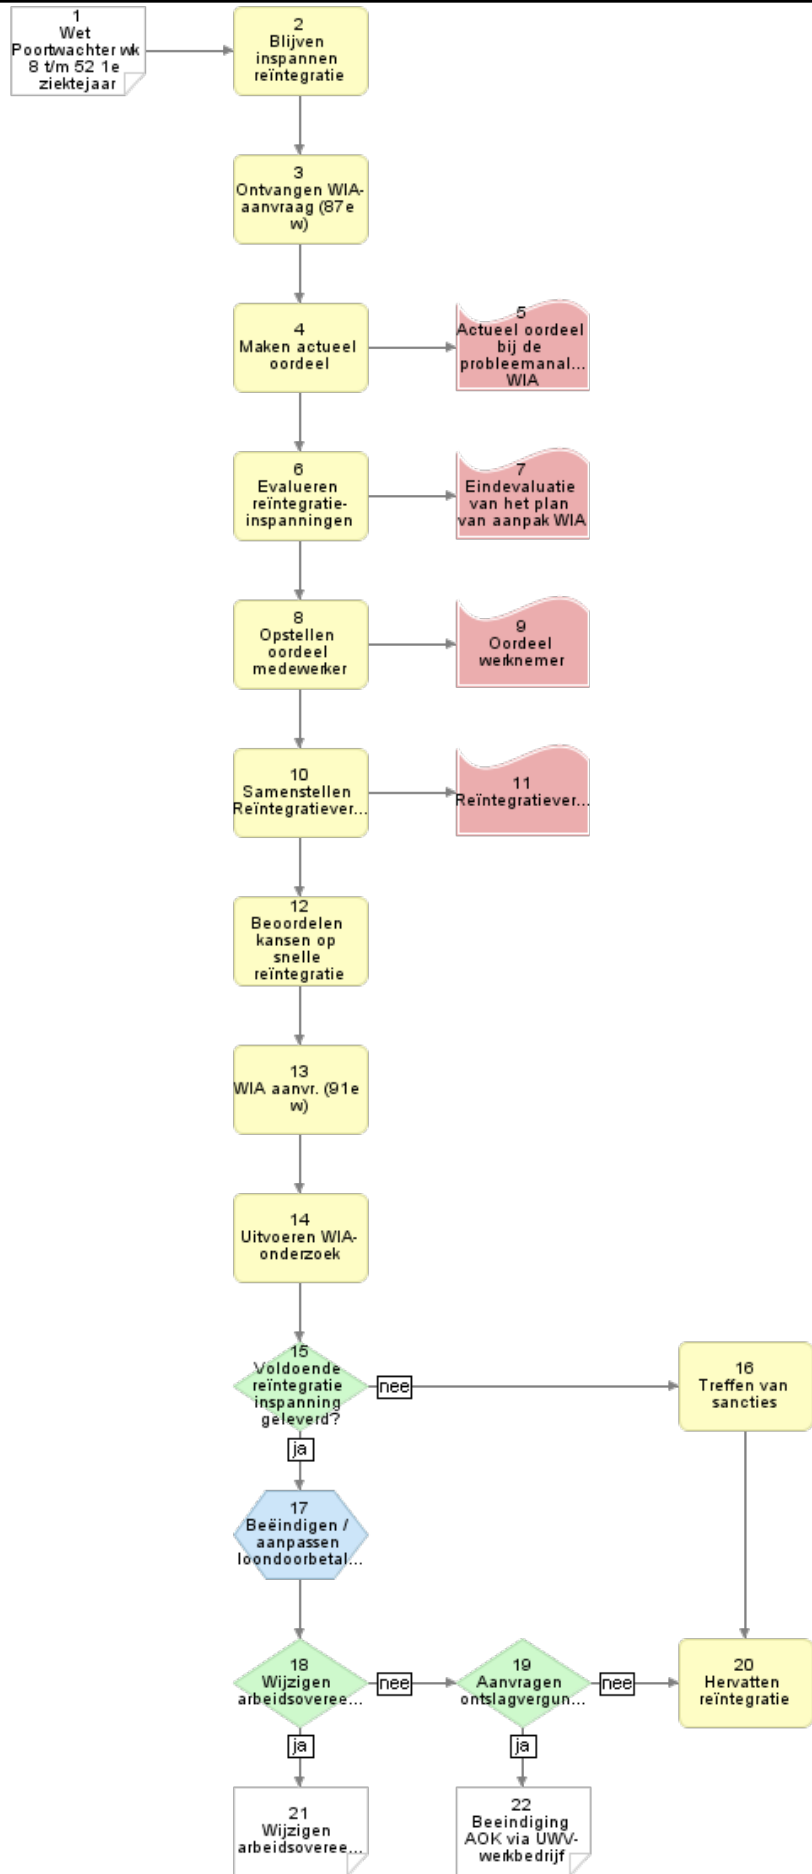 1
Wet
Poortwachter wk
8 t/m 52 1e
ziektejaar
2
Blijven
inspannen
reïntegratie
3
Ontvangen WIA-
aanvraag (87e
w)
4
Maken actueel
oordeel
5
Actueel oordeel
bij de
probleemanal...
WIA
6
Evalueren
reïntegratie-
inspanningen
7
Eindevaluatie
van het plan
van aanpak WIA
8
Opstellen
oordeel
medewerker
9
Oordeel
werknemer
10
Samenstellen
Reïntegratiever...
11
Reïntegratiever...
12
Beoordelen
kansen op
snelle
reïntegratie
13
WIA aanvr. (91e
w)
14
Uitvoeren WIA-
onderzoek
15
Voldoende
reïntegratie
inspanning
geleverd?
nee
16
Treffen van
sancties
ja
17
Beëindigen /
aanpassen
loondoorbetal...
18
Wijzigen
arbeidsoveree...
nee
19
Aanvragen
ontslagvergun...
nee
20
Hervatten
reïntegratie
ja
ja
21
Wijzigen
arbeidsoveree...
22
Beeindiging
AOK via UWV-
werkbedrijf